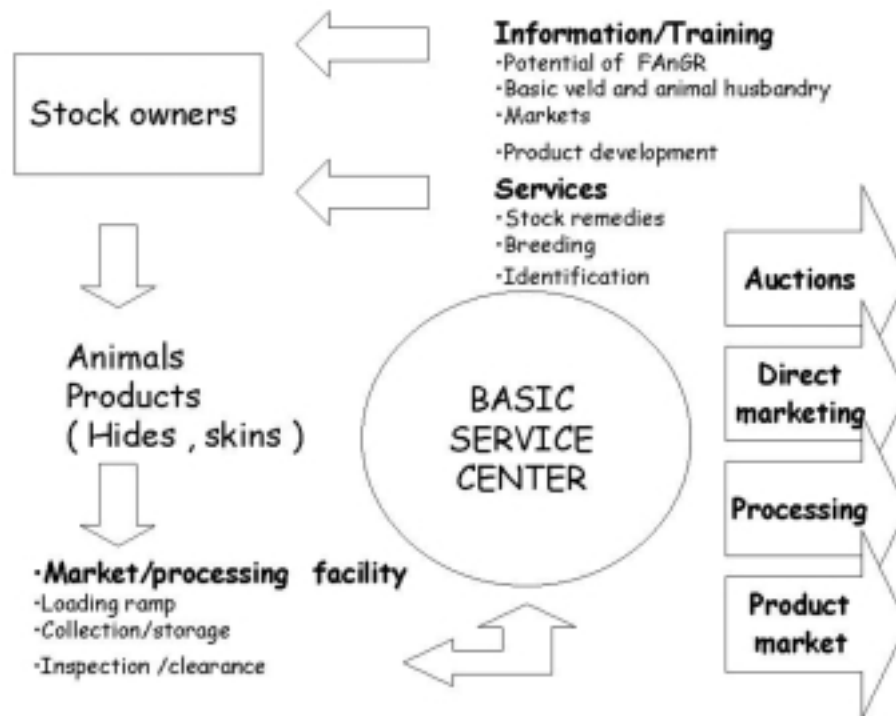 Information/Training
·Potential of FAnGR
·Basic veld and animal husbandry
·Markets
·Product development
Stock owners
Services
·Stock remedies
·Breeding
·Identification
Auctions
Animals
Products
( Hides , skins )
BASIC
SERVICE
CENTER
Direct
marketing
Processing
·Market/processing facility
·Loading ramp
·Collection/storage
·Inspection /clearance
Product
market